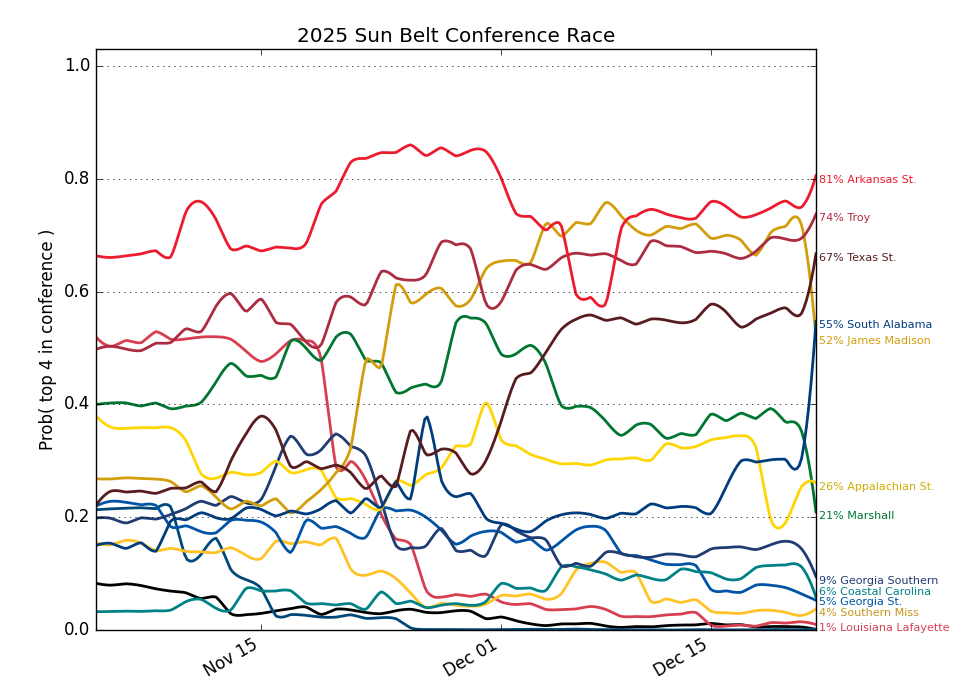 2025 Sun Belt Conference Race
Prob( top 4 in conference )
1.0
0.8
0.6
0.4
0.2
0.0
Nov 15
Dec 01
Dec 15
81% Arkansas St.
74% Troy
67% Texas St.
55% South Alabama
52% James Madison
26% Appalachian St.
21% Marshall
9% Georgia Southern
6% Coastal Carolina
5% Georgia St.
4% Southern Miss
1% Louisiana Lafayette